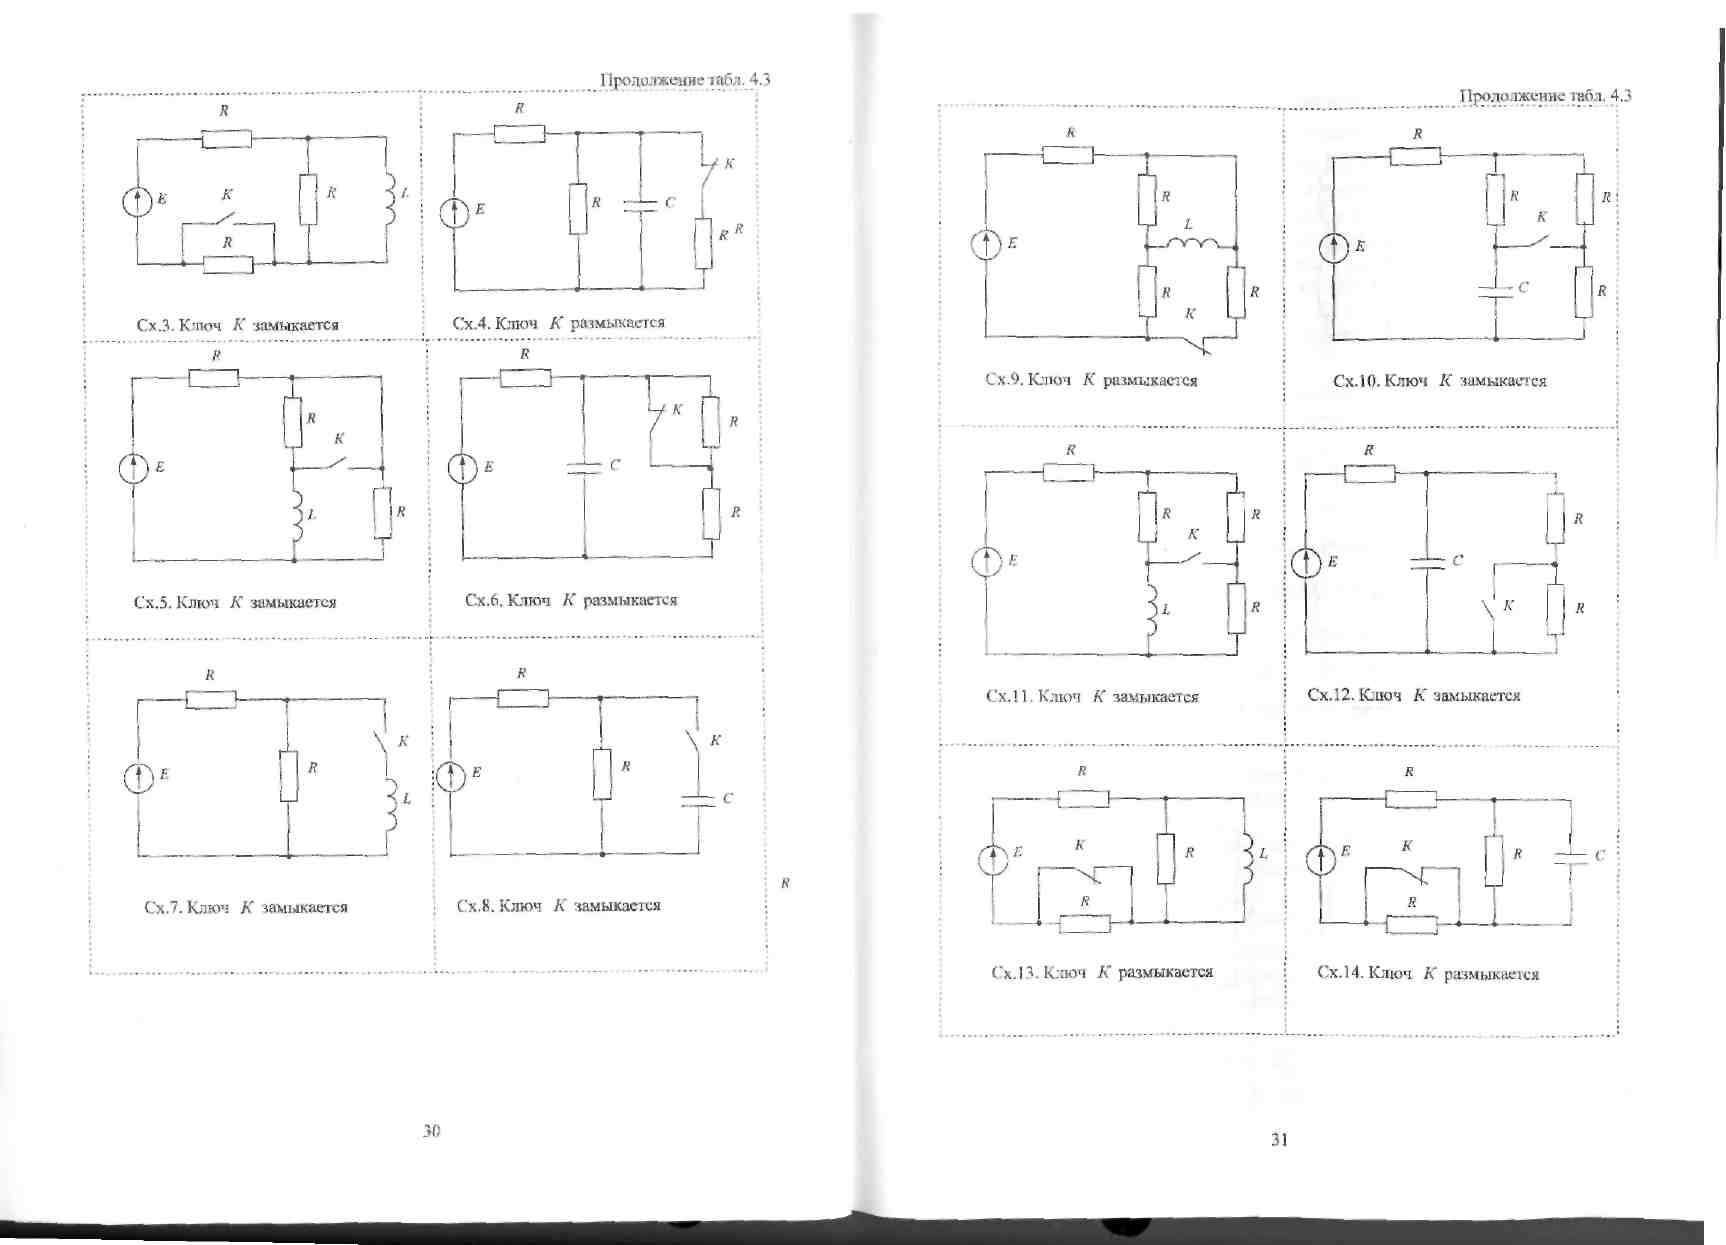 Продолжение табл. 4.3
R
R
E
K
R
L
R
K
E
R
C
R
R
Сх.3. Ключ K замыкается
Сх.4. Ключ K размыкается
R
R
R
K
E
L
R
K
R
E
C
R
Сх.5. Ключ K замыкается
Сх.6. Ключ K размыкается
R
R
K
E
R
L
K
E
R
C
R
Сх.7. Ключ K замыкается
Сх.8. Ключ K замыкается
30
Продолжение табл. 4.3
R
R
R
L
E
R
R
K
R
R
K
E
C
R
Сх.9. Ключ K размыкается
Сх.10. Ключ K замыкается
R
R
R
R
K
E
L
R
R
E
C
K
R
Сх.11. Ключ K замыкается
Сх.12. Ключ K замыкается
R
R
E
K
R
L
R
E
K
R
C
R
Сх.13. Ключ K размыкается
Сх.14. Ключ K размыкается
31